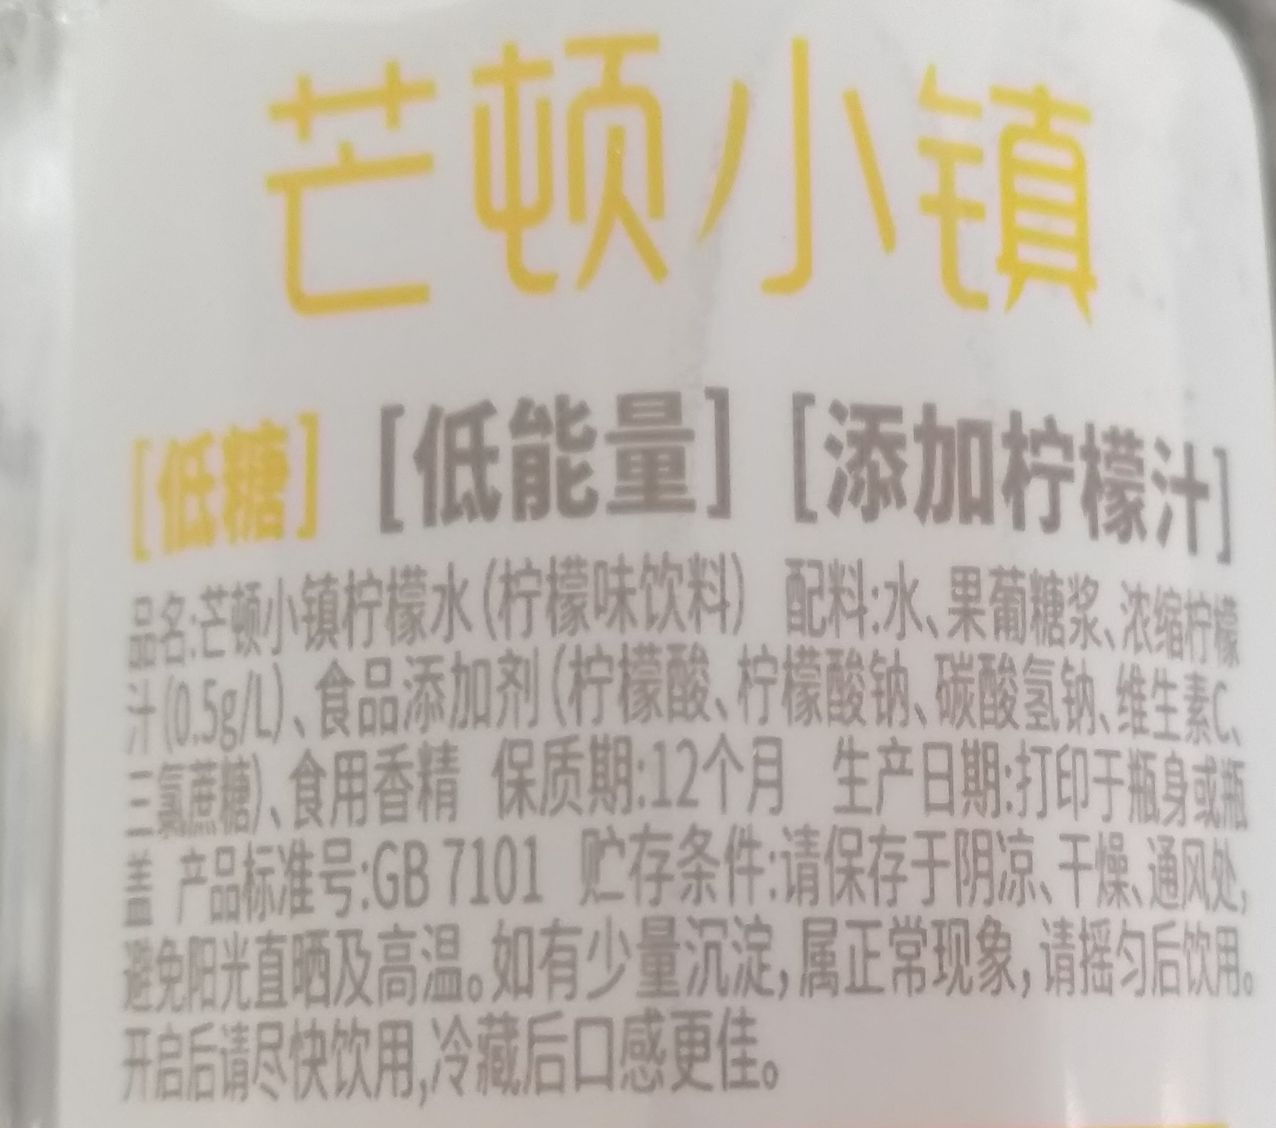 芒顿小镇
[低糖] [低能量] [添加柠檬汁]
品名:芒顿小镇柠檬水(柠檬味饮料) 配料:水、果葡糖浆、浓缩柠檬
汁(0.5g/L)、食品添加剂(柠檬酸、柠檬酸钠、碳酸氢钠、维生素C、
三氯蔗糖)、食用香精 保质期:12个月 生产日期:打印于瓶身或瓶
盖 产品标准号:GB 7101 贮存条件:请保存于阴凉、干燥、通风处,
避免阳光直晒及高温。如有少量沉淀,属正常现象,请摇匀后饮用。
开启后请尽快饮用,冷藏后口感更佳。